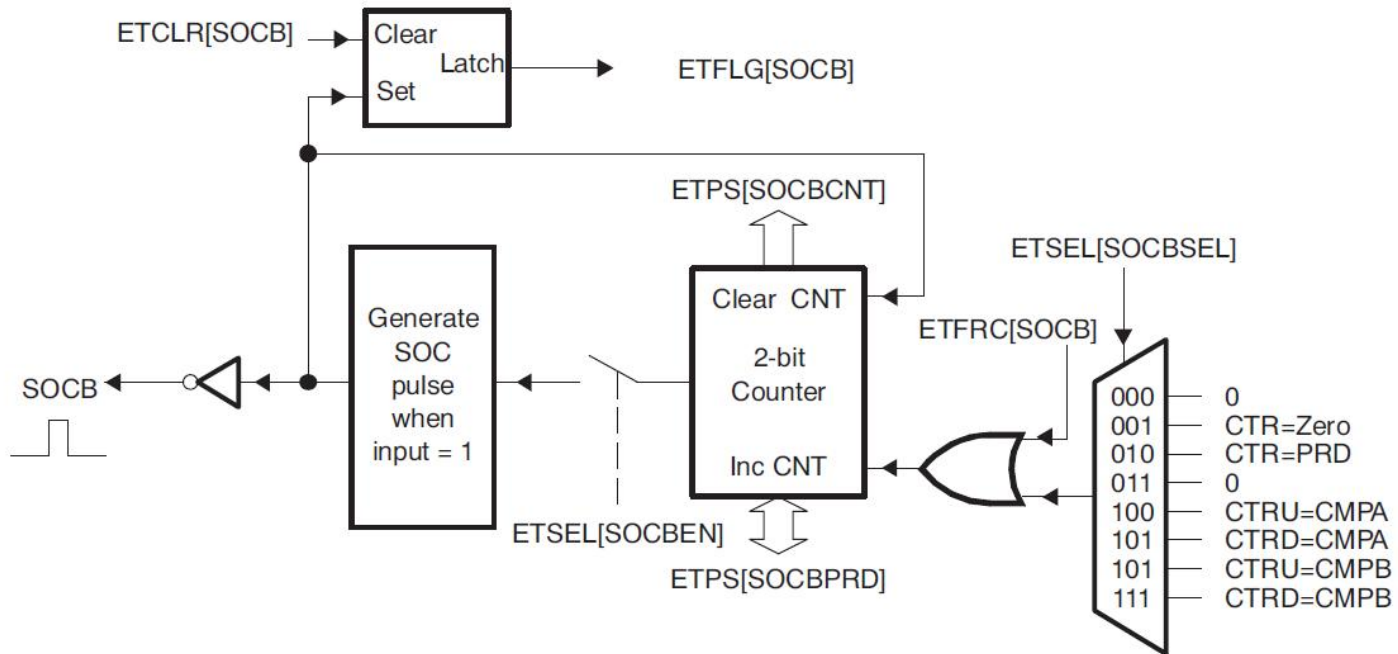 ETCLR[SOCB]
Clear
Latch
Set
ETFLG[SOCB]
ETPS[SOCBCNT]
ETSEL[SOCBSEL]
Generate
SOC
pulse
when
input = 1
Clear CNT
2-bit
Counter
Inc CNT
ETFRC[SOCB]
SOCB
ETSEL[SOCBEN]
ETPS[SOCBPRD]
000 0
001 CTR=Zero
010 CTR=PRD
011 0
100 CTRU=CMPA
101 CTRD=CMPA
101 CTRU=CMPB
111 CTRD=CMPB